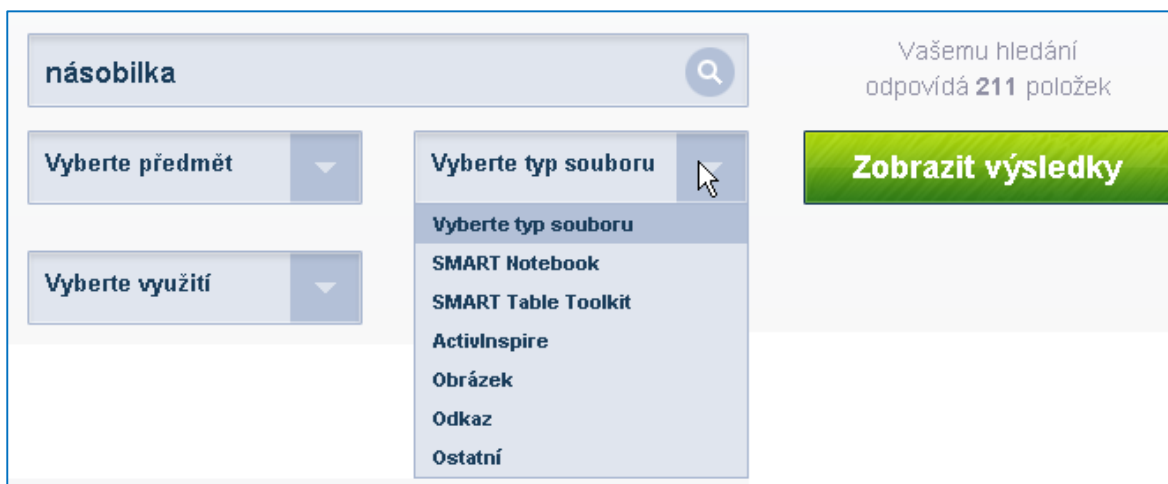 násobilka
Vašemu hledání
odpovídá 211 položek
Vyberte předmět
Vyberte typ souboru
Zobrazit výsledky
Vyberte typ souboru
SMART Notebook
Vyberte využití
SMART Table Toolkit
ActivInspire
Obrázek
Odkaz
Ostatní